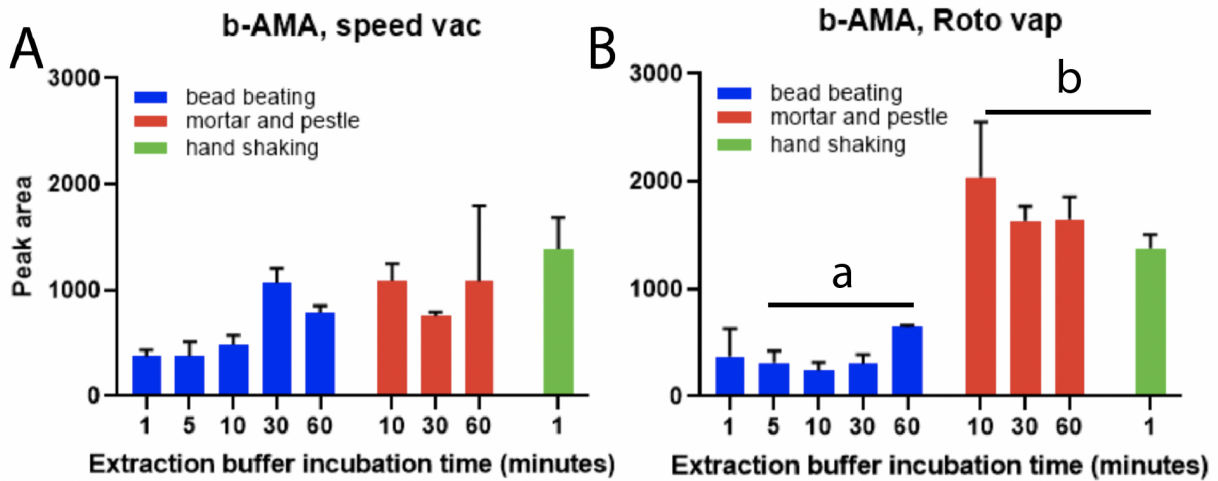 A
b-AMA, speed vac
3000
2000
1000
0
Peak area
bead beating
mortar and pestle
hand shaking
1 5 10 30 60 10 30 60 1
Extraction buffer incubation time (minutes)
B
b-AMA, Roto vap
3000
2000
1000
0
bead beating
mortar and pestle
hand shaking
a
b
1 5 10 30 60 10 30 60 1
Extraction buffer incubation time (minutes)